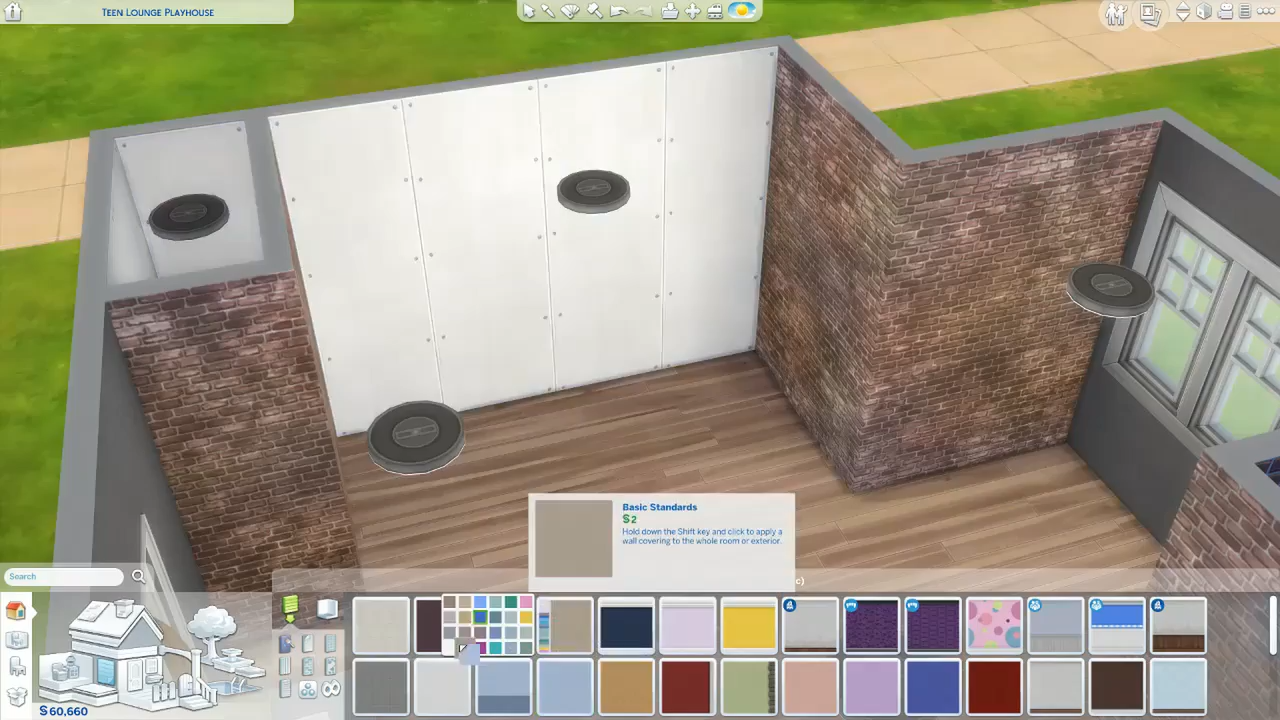 TEEN LOUNGE PLAYHOUSE
Basic Standards
§2
Hold down the Shift key and click to apply a
wall covering to the whole room or exterior.
Search
c)
§60,660